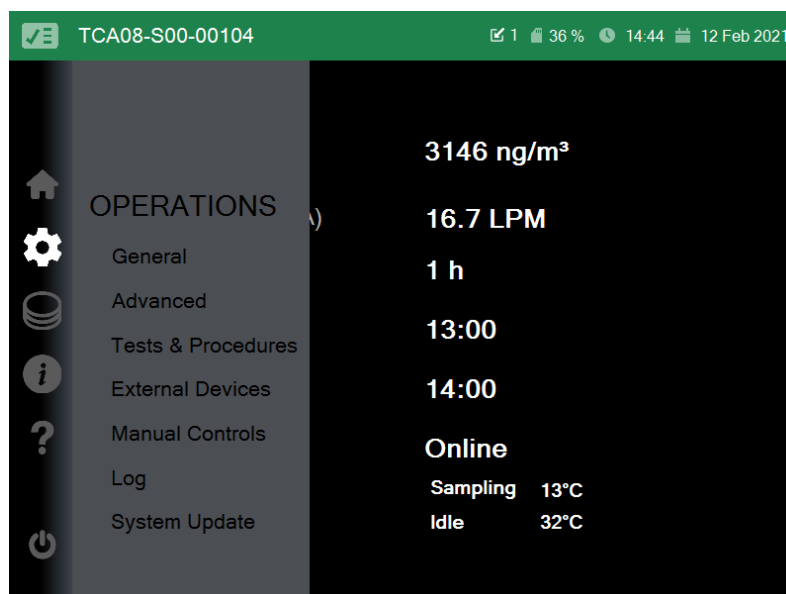 TCA08-S00-00104 1 36 % 14:44 12 Feb 2021
3146 ng/m³
OPERATIONS
) 16.7 LPM
General
1 h
Advanced
13:00
Tests & Procedures
External Devices
14:00
Manual Controls
Online
Log
Sampling 13°C
System Update
Idle 32°C